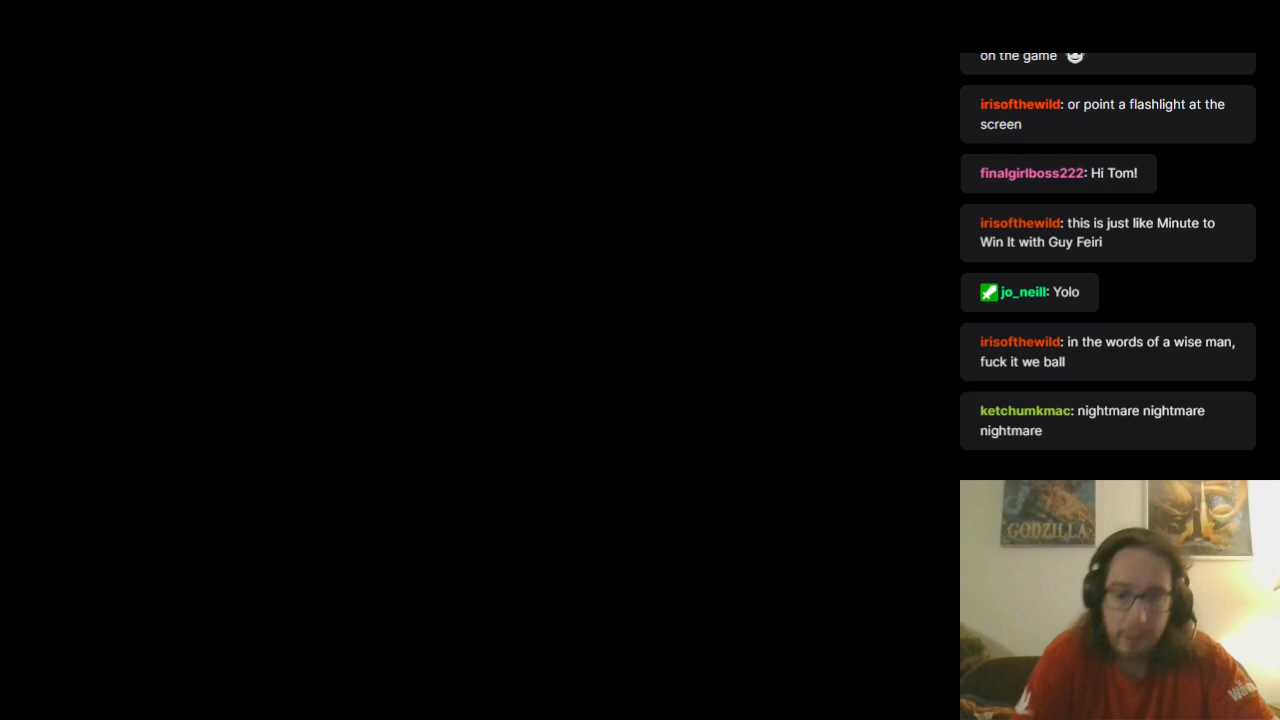 on the game
irisofthewild: or point a flashlight at the
screen
finalgirlboss222: Hi Tom!
irisofthewild: this is just like Minute to
Win It with Guy Feiri
jo_neill: Yolo
irisofthewild: in the words of a wise man,
fuck it we ball
ketchumkmac: nightmare nightmare
nightmare
GODZILLA